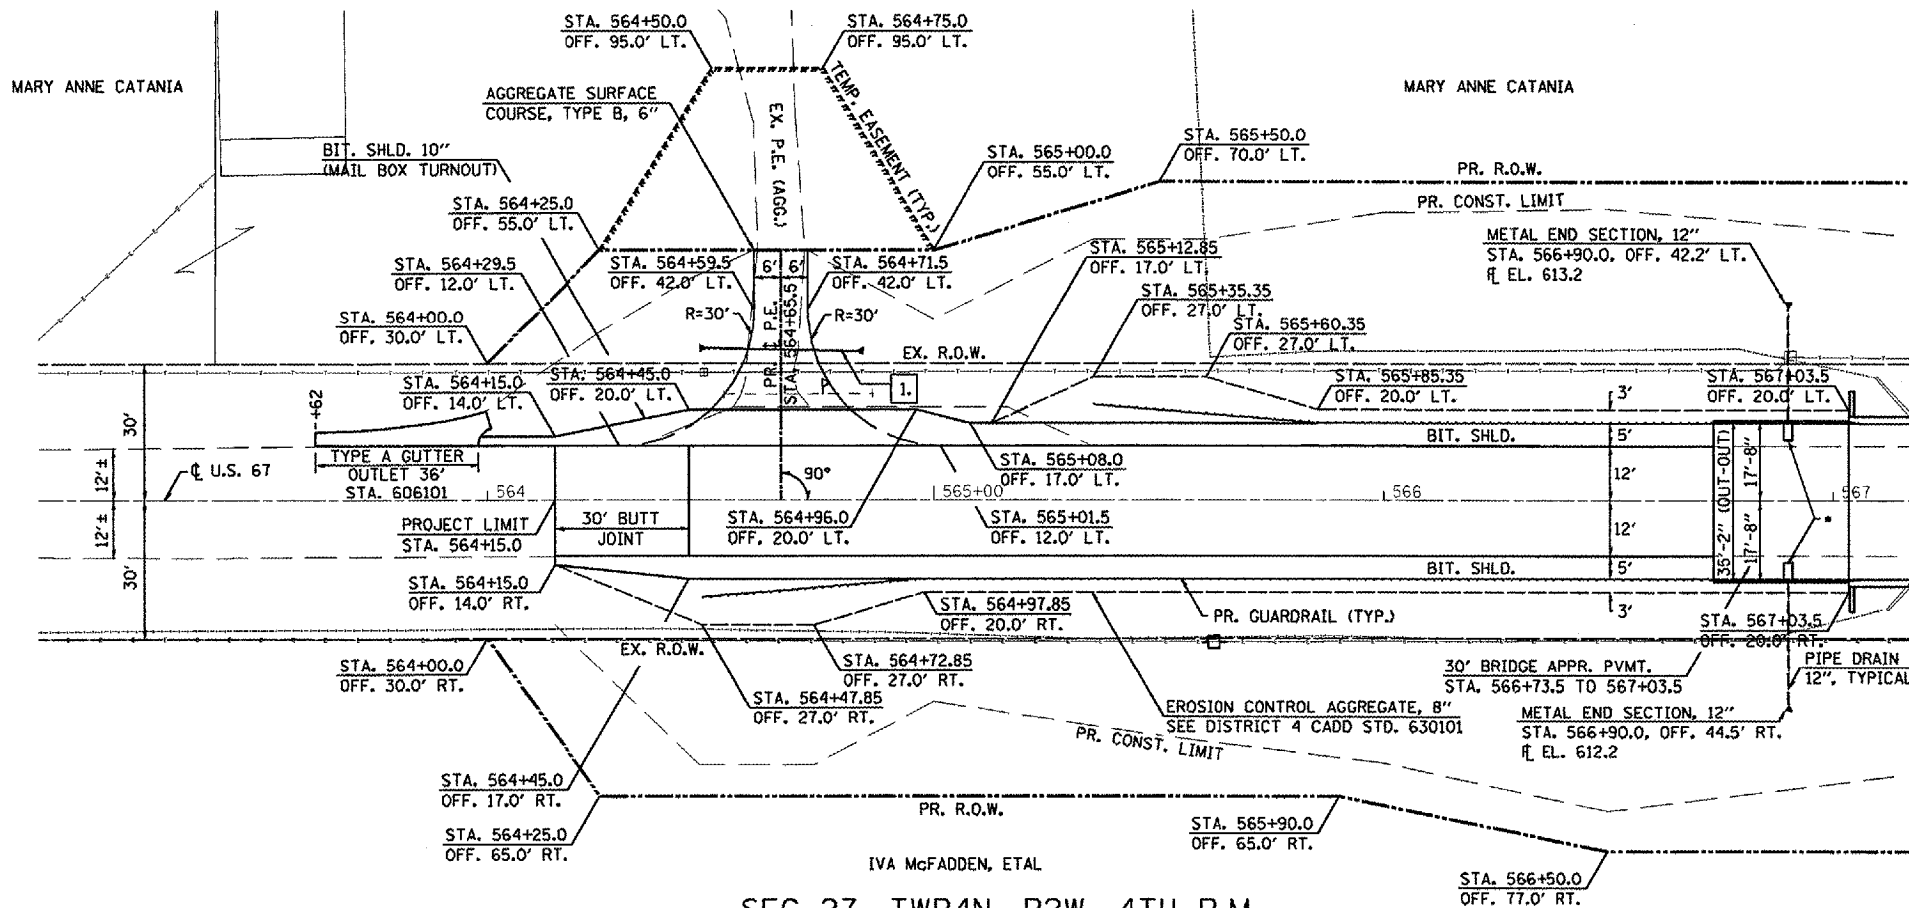 STA. 564+50.0
OFF. 95.0' LT.
STA. 564+75.0
OFF. 95.0' LT.
MARY ANNE CATANIA
MARY ANNE CATANIA
AGGREGATE SURFACE
COURSE, TYPE B, 6"
EX. P.E. (AGG.)
TEMP. EASEMENT (TYP.)
BIT. SHLD. 10"
(MAIL BOX TURNOUT)
STA. 565+00.0
OFF. 55.0' LT.
STA. 565+50.0
OFF. 70.0' LT.
PR. R.O.W.
PR. CONST. LIMIT
STA. 564+25.0
OFF. 55.0' LT.
STA. 564+29.5
OFF. 12.0' LT.
STA. 564+59.5
OFF. 42.0' LT.
6' 6'
STA. 564+71.5
OFF. 42.0' LT.
STA. 565+12.85
OFF. 17.0' LT.
METAL END SECTION, 12"
STA. 566+90.0, OFF. 42.2' LT.
FL EL. 613.2
STA. 565+35.35
OFF. 27.0' LT.
STA. 564+00.0
OFF. 30.0' LT.
R=30'
PR. ℄ P.E.
STA. 564+65.5
R=30'
STA. 565+60.35
OFF. 27.0' LT.
EX. R.O.W.
STA. 564+15.0
OFF. 14.0' LT.
STA. 564+45.0
OFF. 20.0' LT.
P
1.
STA. 565+85.35
OFF. 20.0' LT.
3'
STA. 567+03.5
OFF. 20.0' LT.
+62
30'
12'±
TYPE A GUTTER
OUTLET 36'
STA. 606101
℄ U.S. 67
564
90°
565+00
STA. 565+08.0
OFF. 17.0' LT.
BIT. SHLD.
5'
12'
566
35'-2" (OUT-OUT)
17'-8"
17'-8"
*
567
12'±
30'
PROJECT LIMIT
STA. 564+15.0
30' BUTT
JOINT
STA. 564+96.0
OFF. 20.0' LT.
STA. 565+01.5
OFF. 12.0' LT.
12'
STA. 564+15.0
OFF. 14.0' RT.
BIT. SHLD.
5'
STA. 564+97.85
OFF. 20.0' RT.
PR. GUARDRAIL (TYP.)
3'
STA. 567+03.5
OFF. 20.0' RT.
EX. R.O.W.
STA. 564+00.0
OFF. 30.0' RT.
STA. 564+72.85
OFF. 27.0' RT.
30' BRIDGE APPR. PVMT.
STA. 566+73.5 TO 567+03.5
PIPE DRAIN
12", TYPICAL
STA. 564+47.85
OFF. 27.0' RT.
EROSION CONTROL AGGREGATE, 8"
SEE DISTRICT 4 CADD STD. 630101
METAL END SECTION, 12"
STA. 566+90.0, OFF. 44.5' RT.
FL EL. 612.2
PR. CONST. LIMIT
STA. 564+45.0
OFF. 17.0' RT.
PR. R.O.W.
STA. 564+25.0
OFF. 65.0' RT.
STA. 565+90.0
OFF. 65.0' RT.
IVA McFADDEN, ETAL
STA. 566+50.0
OFF. 77.0' RT.